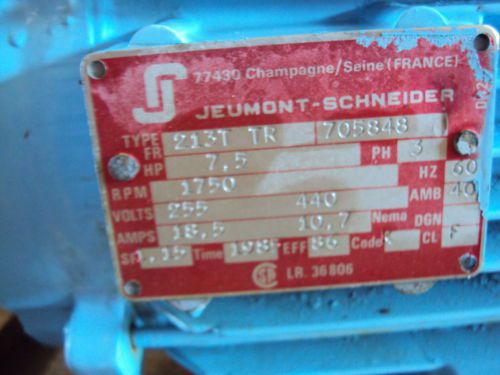 77430 Champagne/Seine (FRANCE)
JEUMONT-SCHNEIDER
TYPE 213T TR 705848
FR
HP 7,5 PH 3 HZ 60
RPM 1750 AMB 40
VOLTS 255 440
AMPS 18,5 10,7 Nema DGN
SF 1,15 Time 198 EFF 86 Code K CL F
LR. 36806